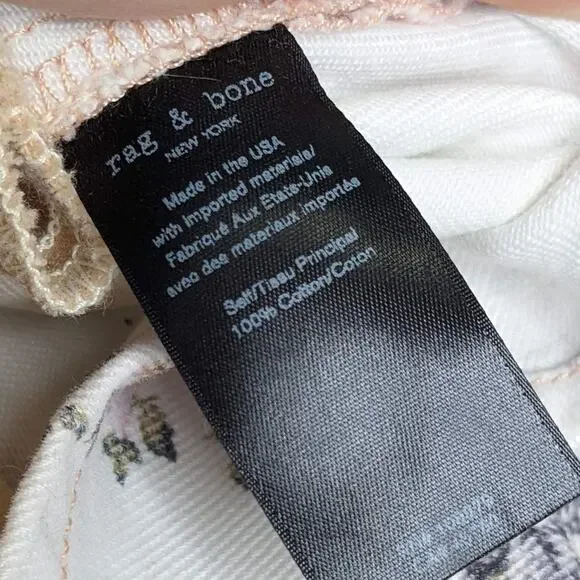 rag & bone
NEW YORK
Made in the USA
with imported materials/
Fabriqué Aux Etats-Unis
avec des materiaux importés
Self/Tissu Principal
100% Cotton/Coton